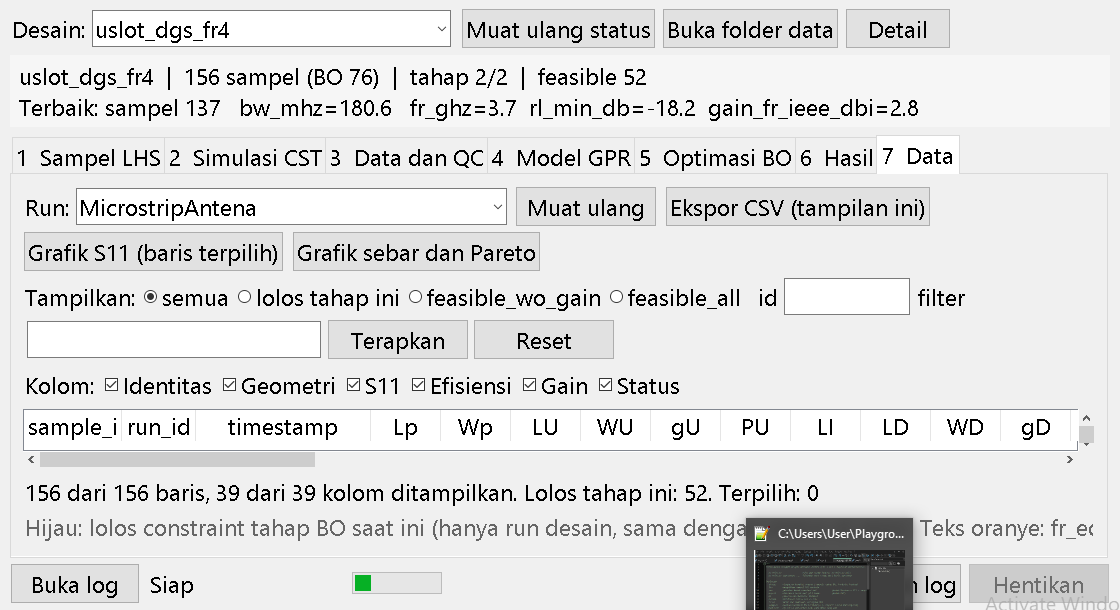 Desain: uslot_dgs_fr4 Muat ulang status Buka folder data Detail
uslot_dgs_fr4 | 156 sampel (BO 76) | tahap 2/2 | feasible 52
Terbaik: sampel 137 bw_mhz=180.6 fr_ghz=3.7 rl_min_db=-18.2 gain_fr_ieee_dbi=2.8
1 Sampel LHS 2 Simulasi CST 3 Data dan QC 4 Model GPR 5 Optimasi BO 6 Hasil 7 Data
Run: MicrostripAntena Muat ulang Ekspor CSV (tampilan ini)
Grafik S11 (baris terpilih) Grafik sebar dan Pareto
Tampilkan: semua lolos tahap ini feasible_wo_gain feasible_all id filter
Terapkan Reset
Kolom: Identitas Geometri S11 Efisiensi Gain Status
sample_i run_id timestamp Lp Wp LU WU gU PU LI LD WD gD
156 dari 156 baris, 39 dari 39 kolom ditampilkan. Lolos tahap ini: 52. Terpilih: 0
Hijau: lolos constraint tahap BO saat ini (hanya run desain, sama denga Teks oranye: fr_ec
C:\Users\User\Playgro...
Buka log Siap log Hentikan
Activate Windo